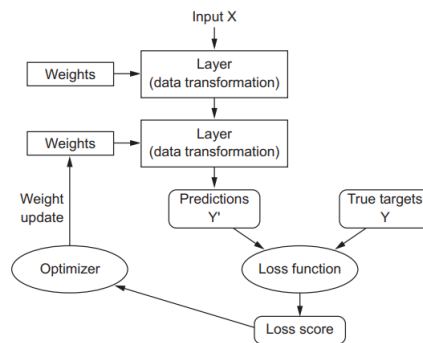 Input X
Layer
(data transformation)
Weights
Layer
(data transformation)
Weights
Weight
update
Predictions
Y'
True targets
Y
Optimizer
Loss function
Loss score